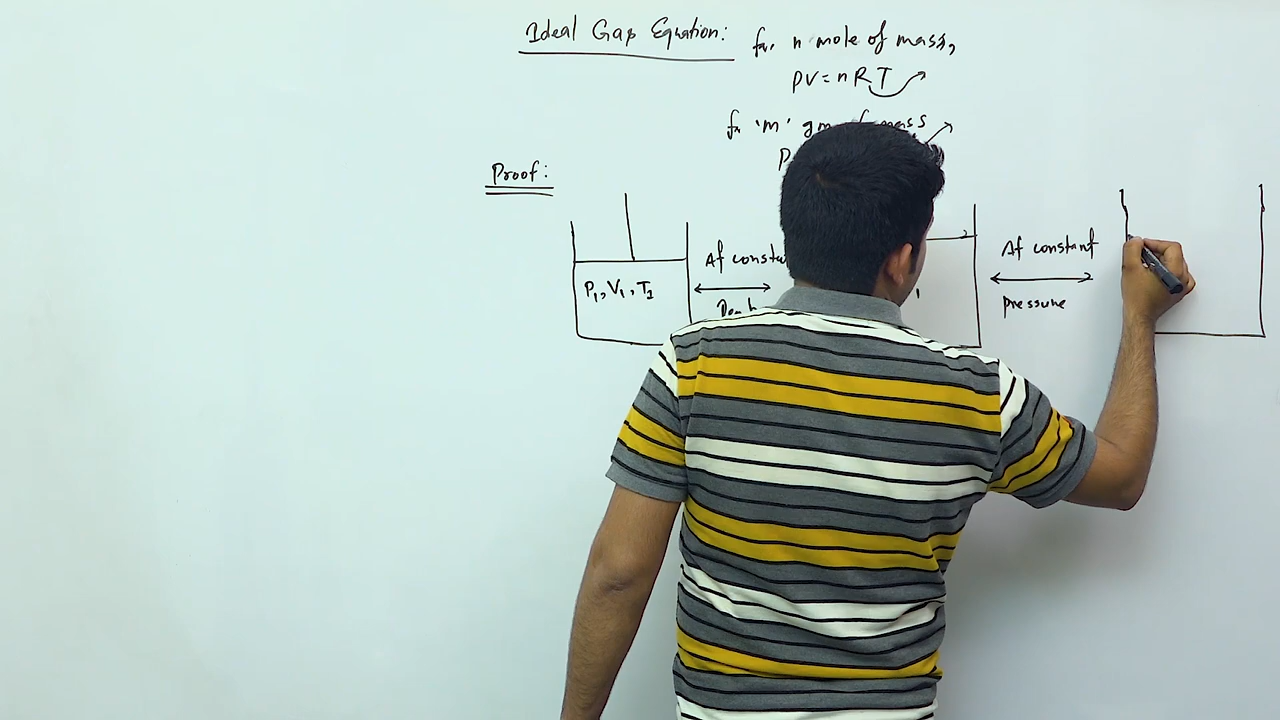 Ideal Gas Equation: for n mole of mass,
PV = nRT
for 'm' gm of mass
P
Proof:
P₁, V₁, T₁
At consta
At constant
pressure